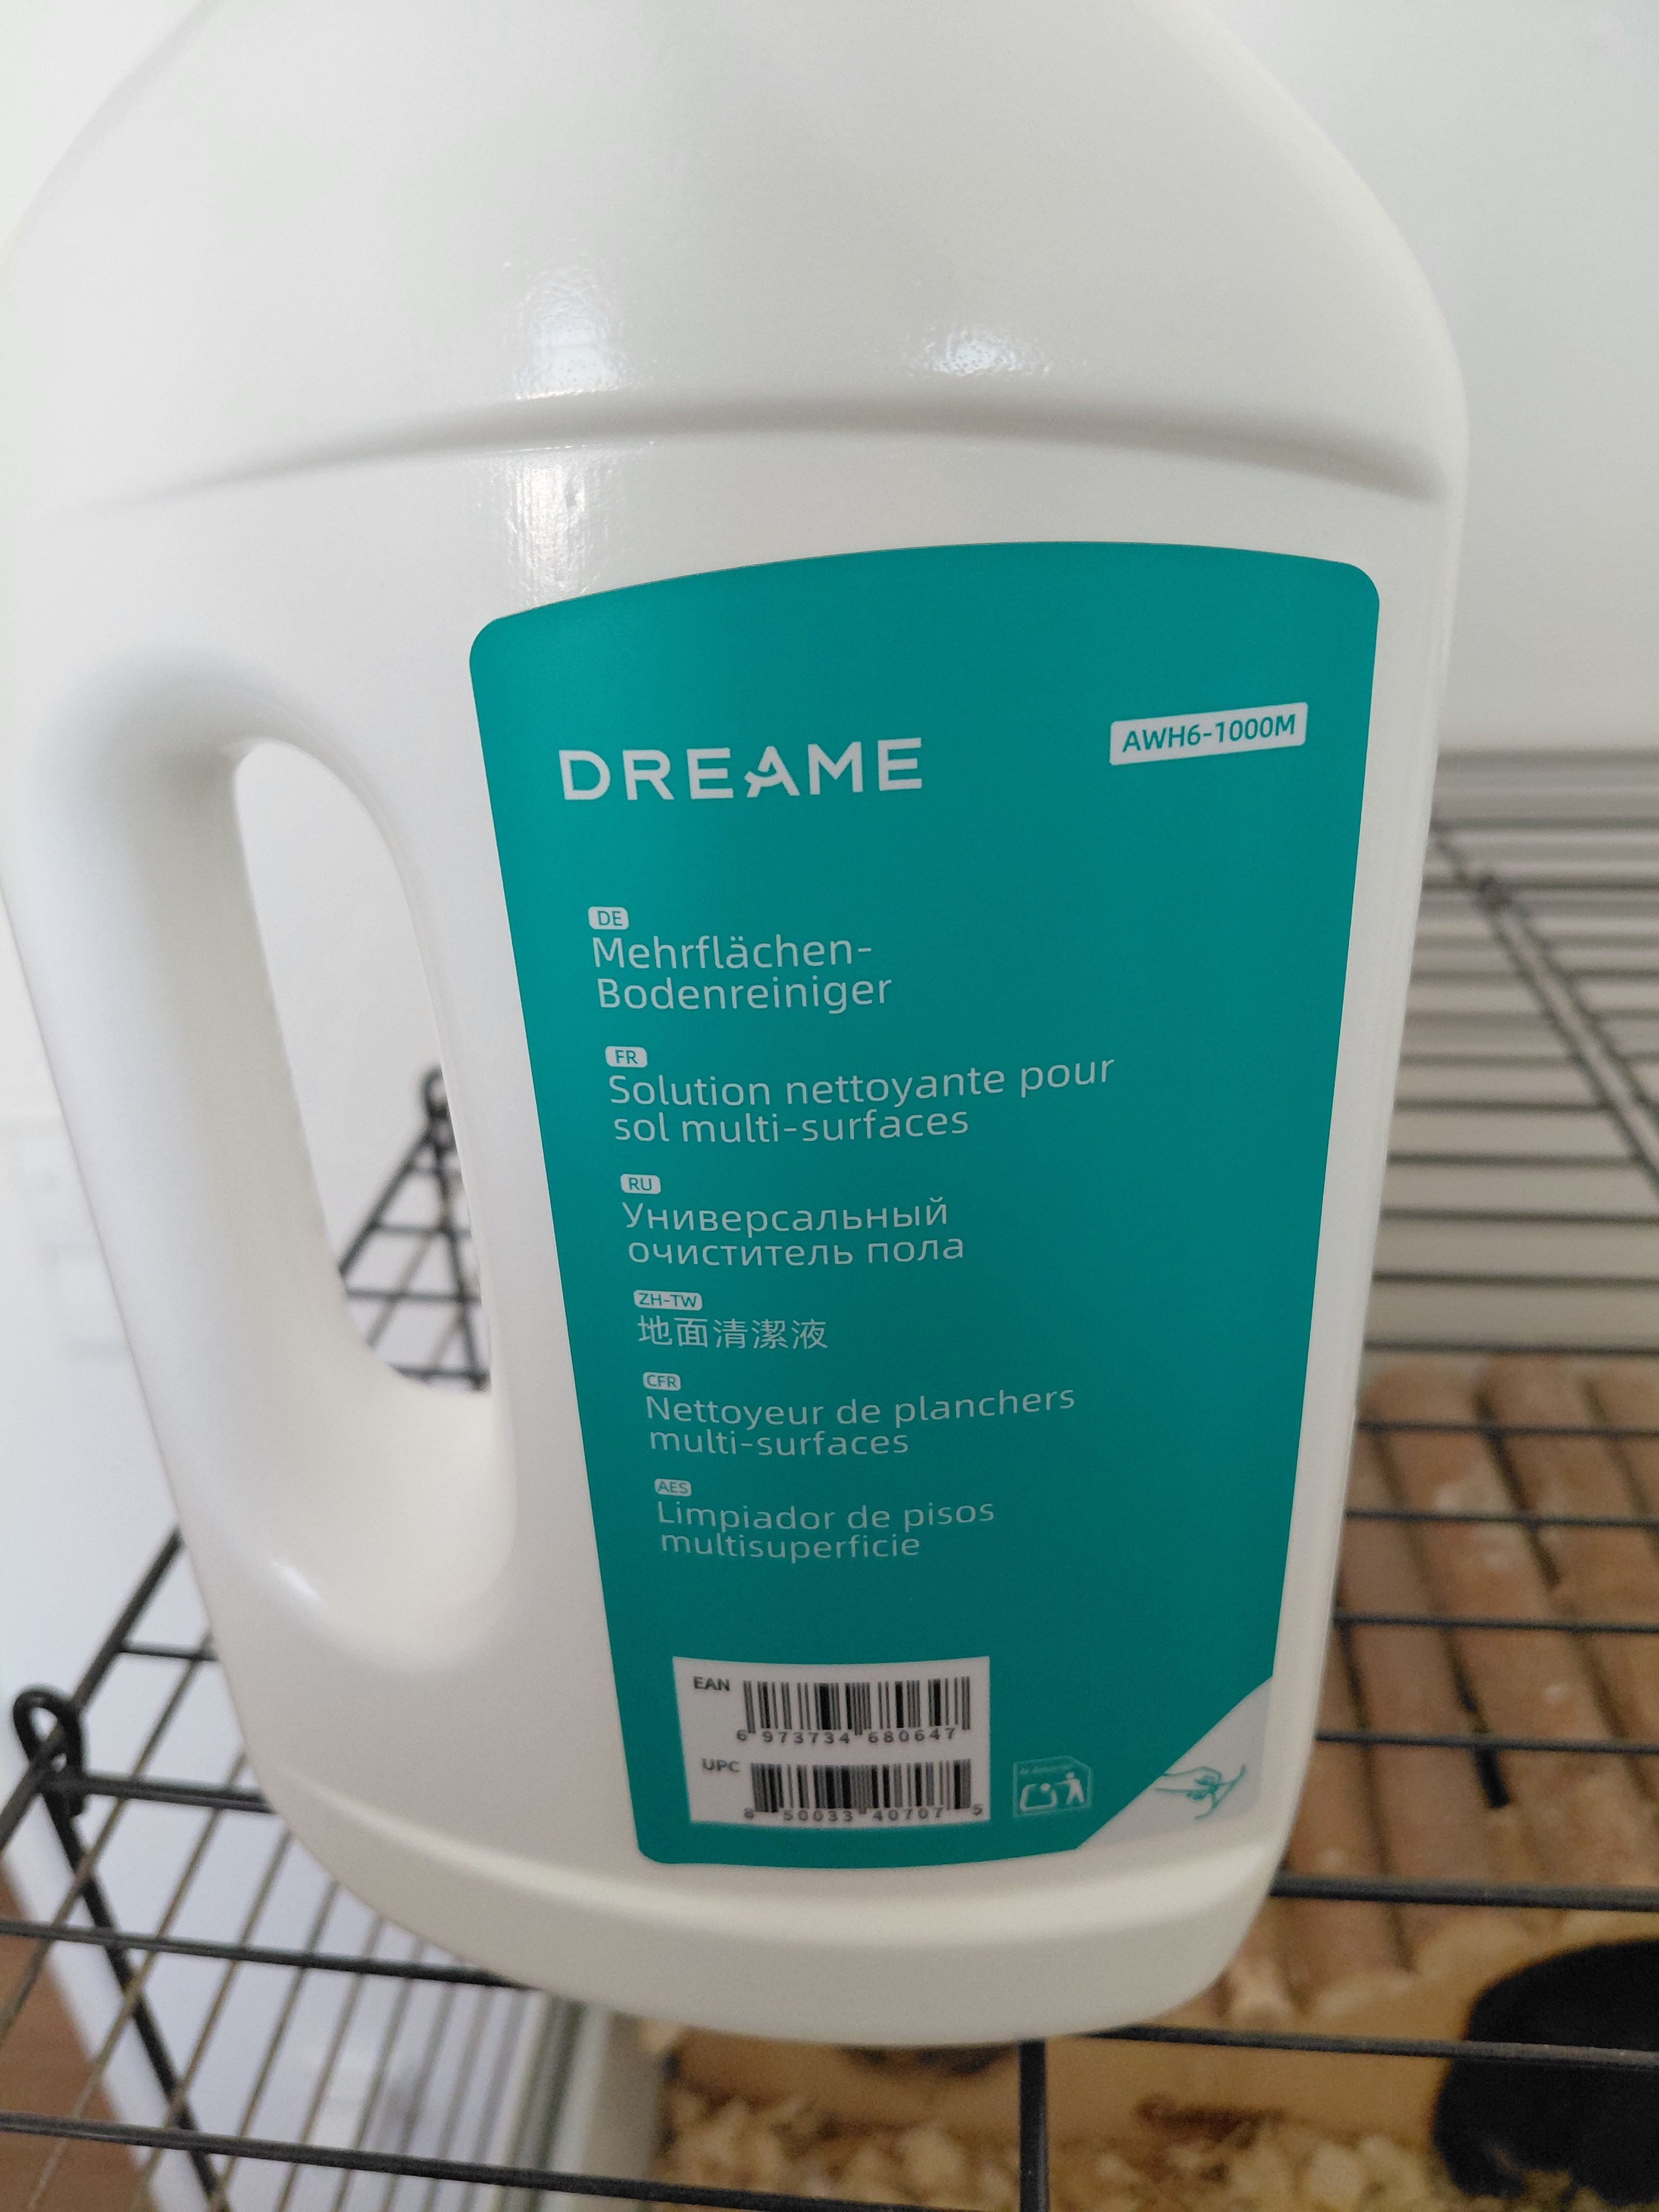 DREAME
AWH6-1000M
DE
Mehrflächen-
Bodenreiniger
FR
Solution nettoyante pour
sol multi-surfaces
RU
Универсальный
очиститель пола
ZH-TW
地面清潔液
CFR
Nettoyeur de planchers
multi-surfaces
AES
Limpiador de pisos
multisuperficie
EAN
6 973734 680647
UPC
8 50033 40707 5